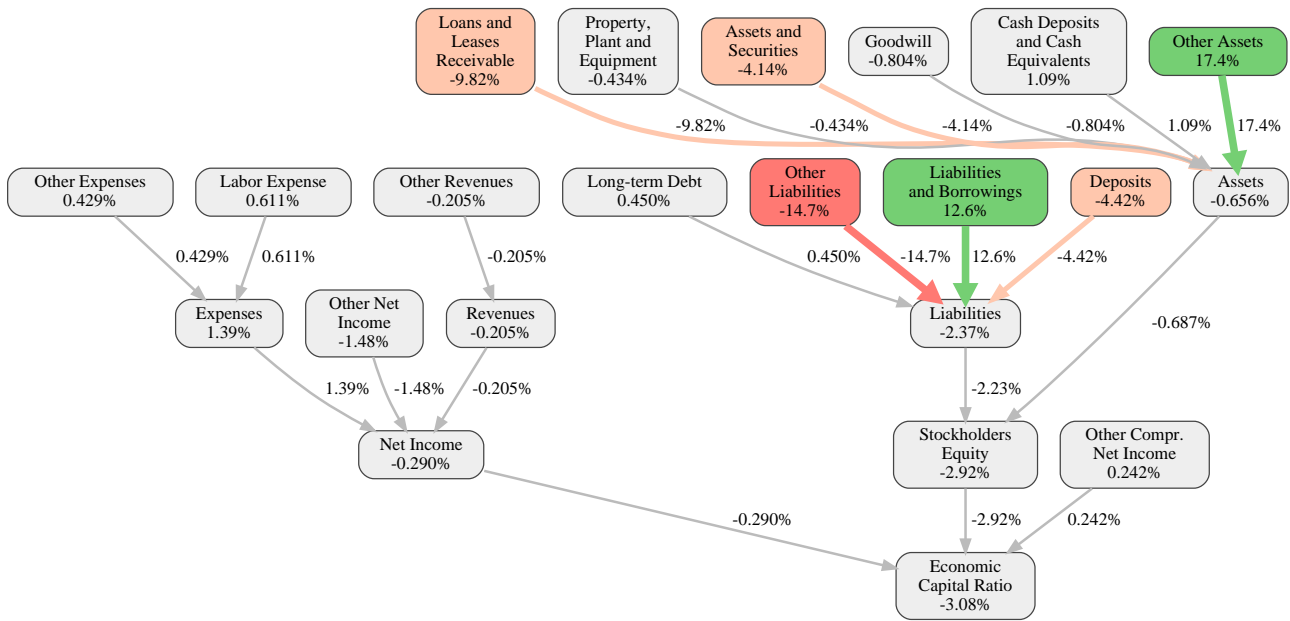 Loans and
Leases
Receivable
-9.82%
Property,
Plant and
Equipment
-0.434%
Assets and
Securities
-4.14%
Goodwill
-0.804%
Cash Deposits
and Cash
Equivalents
1.09%
Other Assets
17.4%
-9.82%
-0.434%
-4.14%
-0.804%
1.09%
17.4%
Other Expenses
0.429%
Labor Expense
0.611%
Other Revenues
-0.205%
Long-term Debt
0.450%
Other
Liabilities
-14.7%
Liabilities
and Borrowings
12.6%
Deposits
-4.42%
Assets
-0.656%
0.429%
0.611%
-0.205%
0.450%
-14.7%
12.6%
-4.42%
Expenses
1.39%
Other Net
Income
-1.48%
Revenues
-0.205%
Liabilities
-2.37%
-0.687%
1.39%
-1.48%
-0.205%
-2.23%
Net Income
-0.290%
Stockholders
Equity
-2.92%
Other Compr.
Net Income
0.242%
-0.290%
-2.92%
0.242%
Economic
Capital Ratio
-3.08%